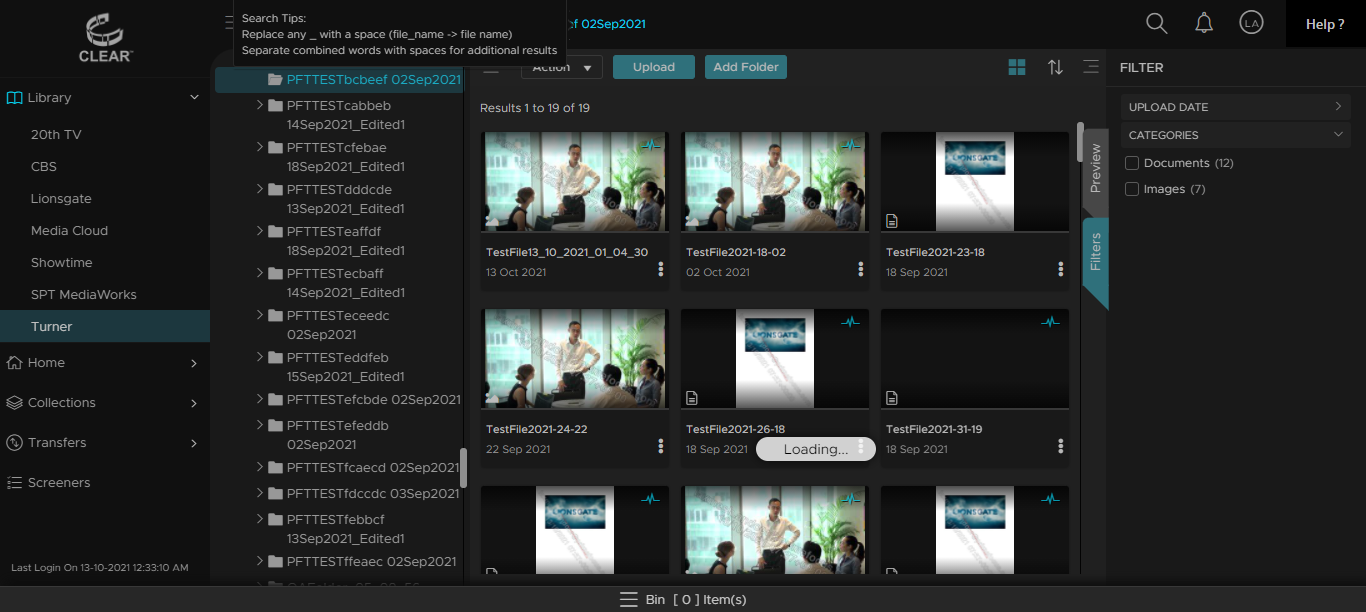 CLEAR
Search Tips:
Replace any _ with a space (file_name -> file name)
Separate combined words with spaces for additional results
02Sep2021
LA
Help ?
Library
20th TV
CBS
Lionsgate
Media Cloud
Showtime
SPT MediaWorks
Turner
Home
Collections
Transfers
Screeners
Last Login On 13-10-2021 12:33:10 AM
PFTTESTbcbeef 02Sep2021
PFTTESTcabbeb
14Sep2021_Edited1
PFTTESTcfebae
18Sep2021_Edited1
PFTTESTdddcde
13Sep2021_Edited1
PFTTESTeaffdf
18Sep2021_Edited1
PFTTESTecbaff
14Sep2021_Edited1
PFTTESTeceedc
02Sep2021
PFTTESTeddfeb
15Sep2021_Edited1
PFTTESTefcbde 02Sep2021
PFTTESTefeddb
02Sep2021
PFTTESTfcaecd 02Sep2021
PFTTESTfdccdc 03Sep2021
PFTTESTfebbcf
13Sep2021_Edited1
PFTTESTffeaec 02Sep2021
Action
Upload
Add Folder
Results 1 to 19 of 19
LIONSGATE
TestFile13_10_2021_01_04_30
13 Oct 2021
TestFile2021-18-02
02 Oct 2021
TestFile2021-23-18
18 Sep 2021
LIONSGATE
TestFile2021-24-22
22 Sep 2021
TestFile2021-26-18
18 Sep 2021
TestFile2021-31-19
18 Sep 2021
Loading...
LIONSGATE
LIONSGATE
Preview
Filters
FILTER
UPLOAD DATE
CATEGORIES
Documents (12)
Images (7)
Bin [ 0 ] Item(s)